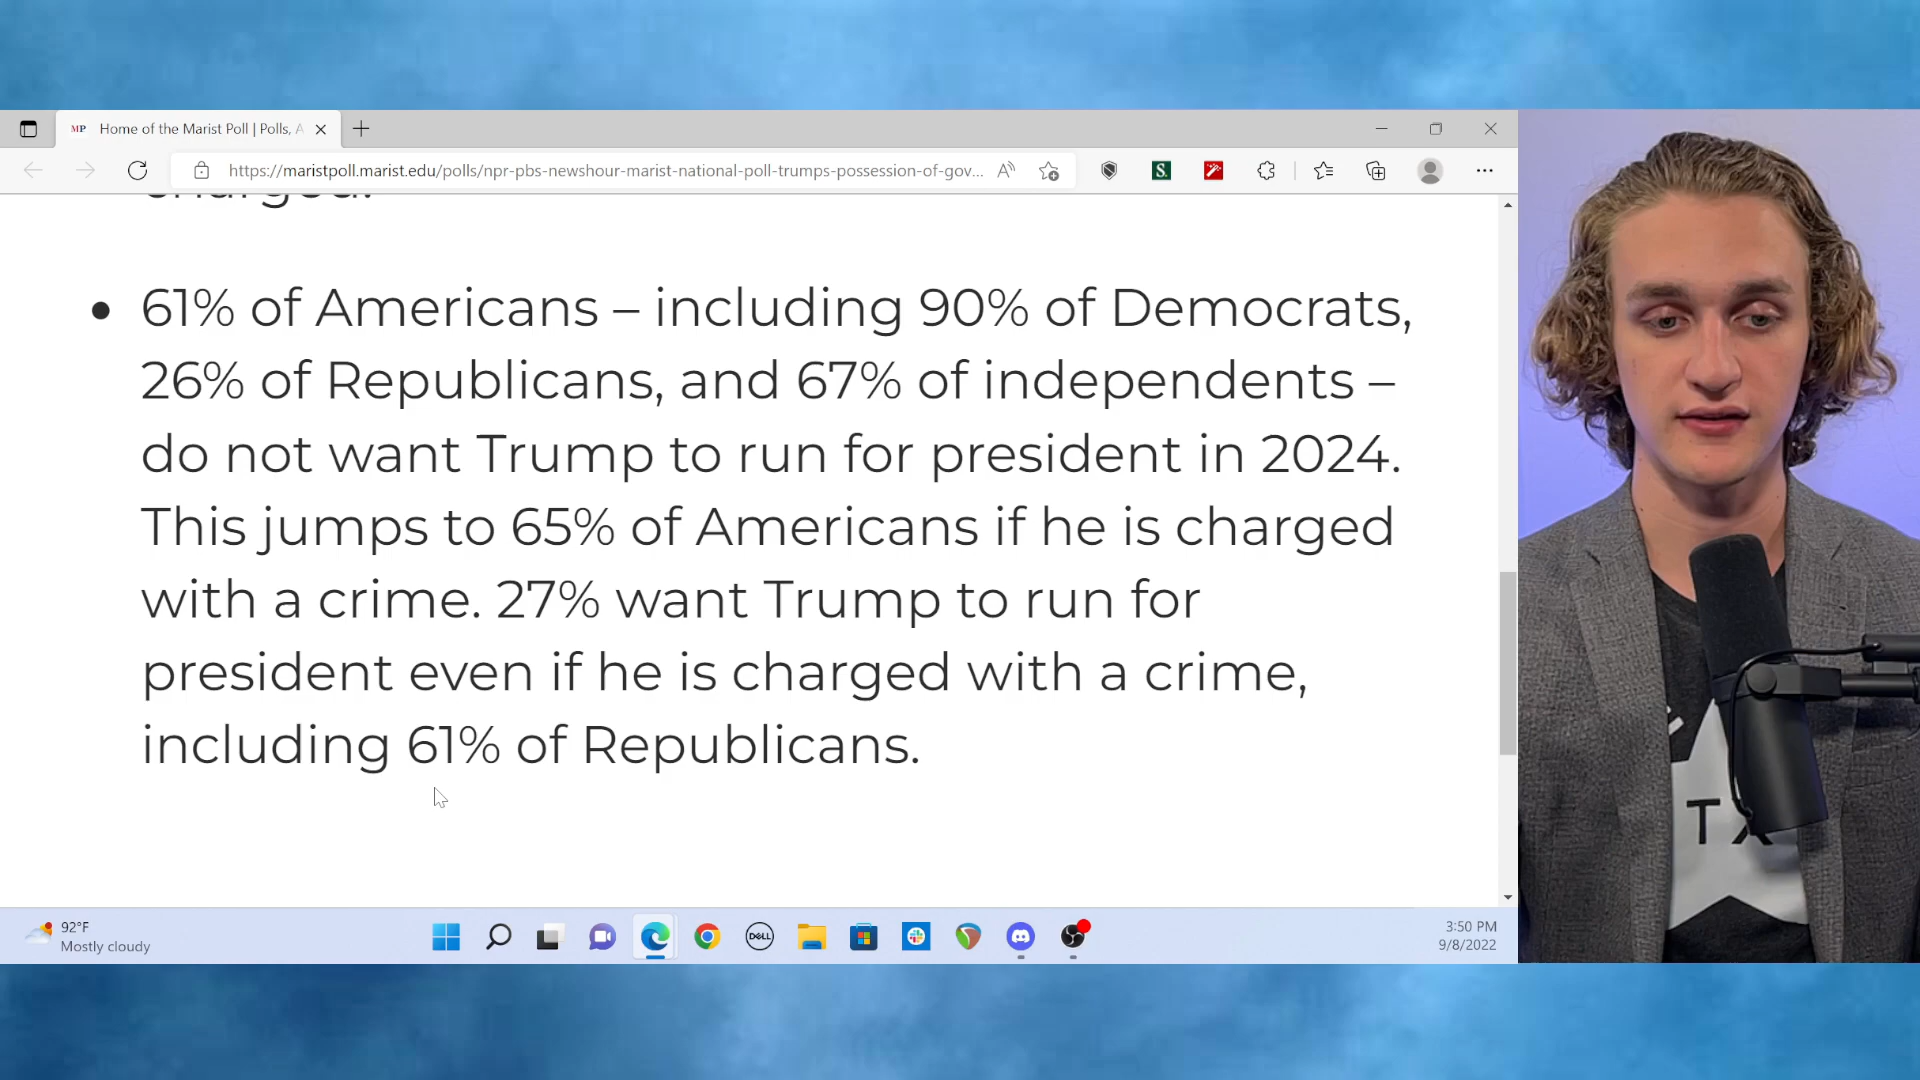 MP Home of the Marist Poll | Polls, A
https://maristpoll.marist.edu/polls/npr-pbs-newshour-marist-national-poll-trumps-possession-of-gov...
charged.
• 61% of Americans – including 90% of Democrats,
26% of Republicans, and 67% of independents –
do not want Trump to run for president in 2024.
This jumps to 65% of Americans if he is charged
with a crime. 27% want Trump to run for
president even if he is charged with a crime,
including 61% of Republicans.
TX
92°F
Mostly cloudy
DELL
3:50 PM
9/8/2022